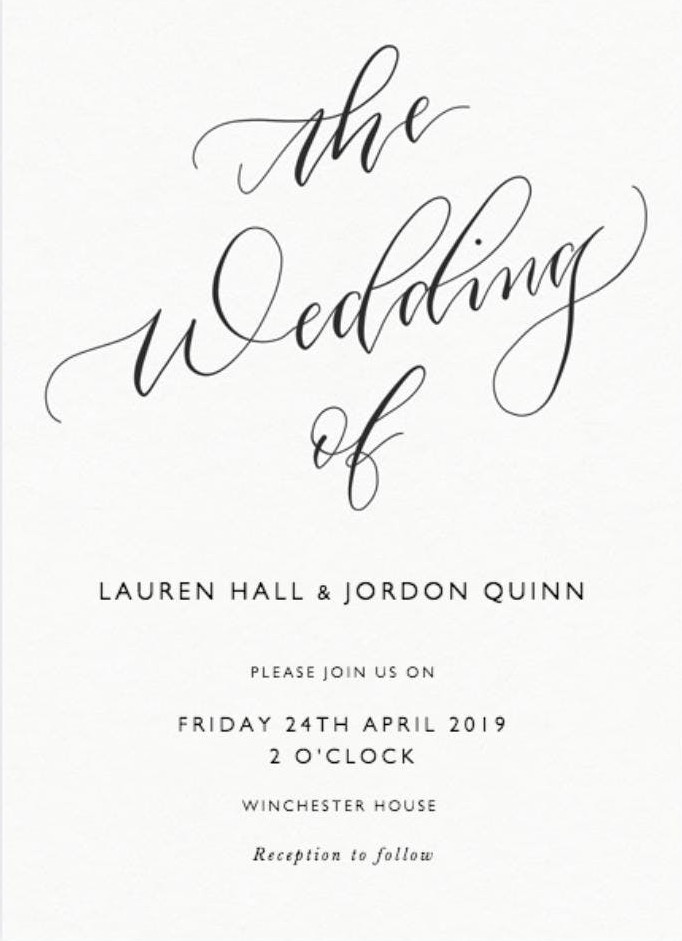 the
Wedding
of
LAUREN HALL & JORDON QUINN
PLEASE JOIN US ON
FRIDAY 24TH APRIL 2019
2 O'CLOCK
WINCHESTER HOUSE
Reception to follow